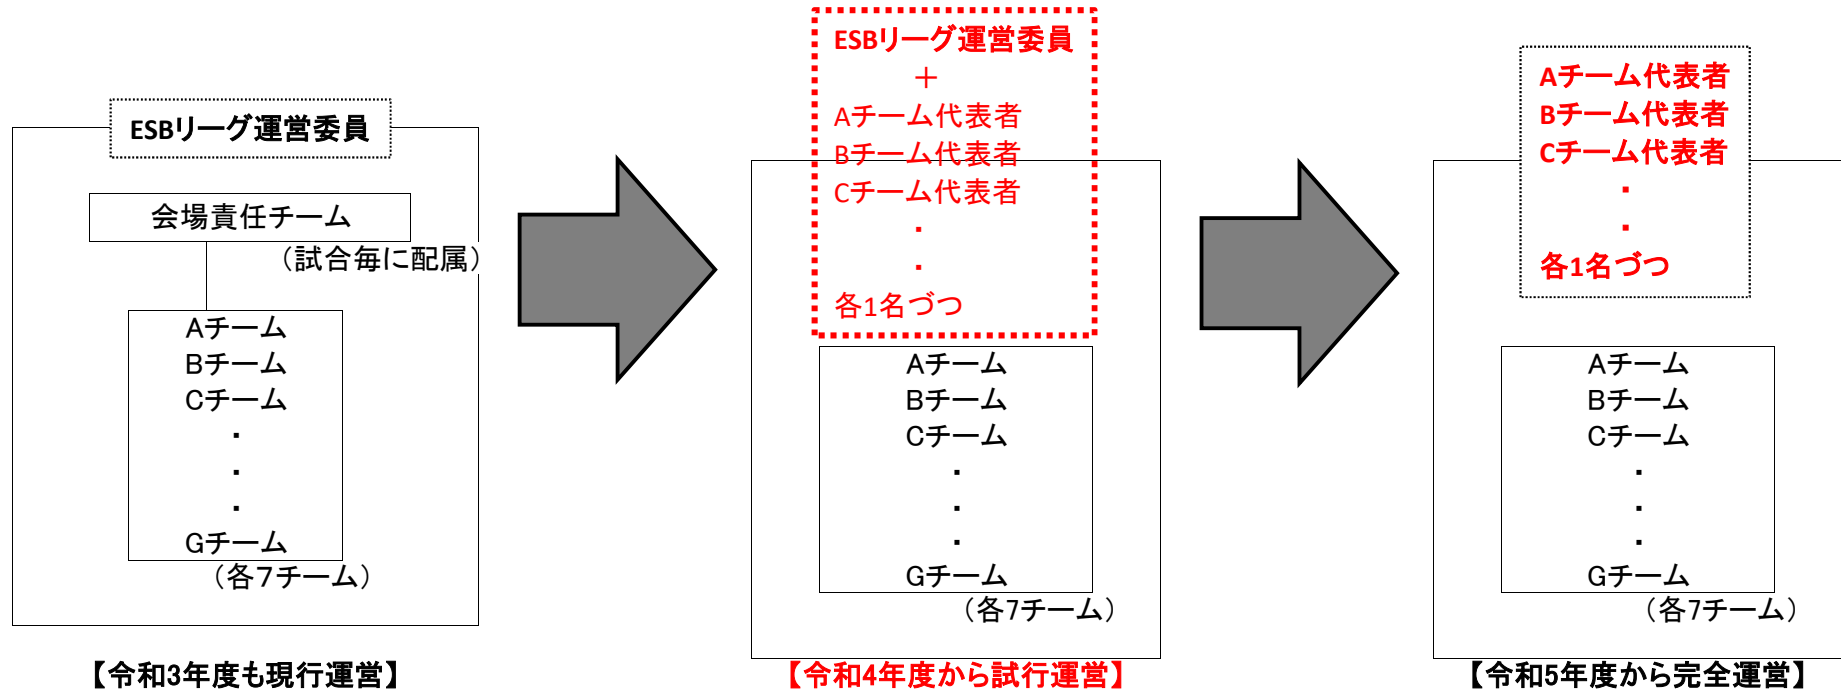 ESBリーグ運営委員
会場責任チーム
（試合毎に配属）
Aチーム
Bチーム
Cチーム
・
・
・
Gチーム
（各7チーム）
【令和3年度も現行運営】
ESBリーグ運営委員
＋
Aチーム代表者
Bチーム代表者
Cチーム代表者
・
・
各1名づつ
Aチーム
Bチーム
Cチーム
・
・
・
Gチーム
（各7チーム）
【令和4年度から試行運営】
Aチーム代表者
Bチーム代表者
Cチーム代表者
・
・
各1名づつ
Aチーム
Bチーム
Cチーム
・
・
・
Gチーム
（各7チーム）
【令和5年度から完全運営】